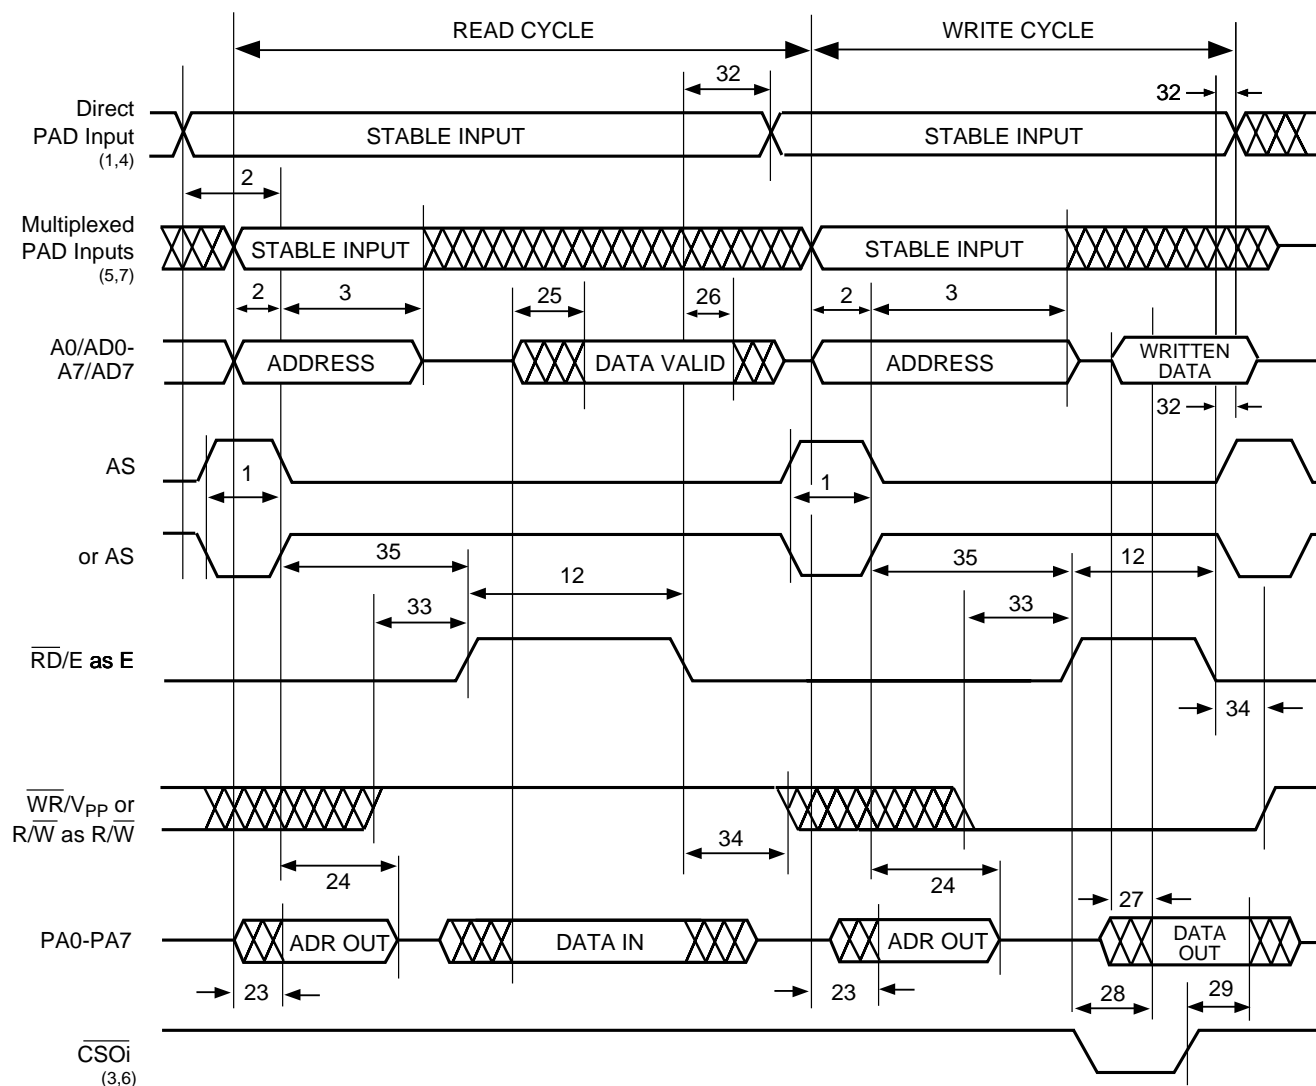 READ CYCLE WRITE CYCLE
32 32
Direct
PAD Input
(1,4)
STABLE INPUT STABLE INPUT
2
Multiplexed
PAD Inputs
(5,7)
STABLE INPUT STABLE INPUT
2 3 25 26 2 3
A0/AD0-
A7/AD7
ADDRESS DATA VALID ADDRESS WRITTEN
DATA
32
AS
1 1
or AS
35 12 35 12
33 33
RD/E as E
34
WR/VPP or
R/W as R/W
34
24 24
27
PA0-PA7
ADR OUT DATA IN ADR OUT DATA
OUT
23 23 28 29
CSOi
(3,6)